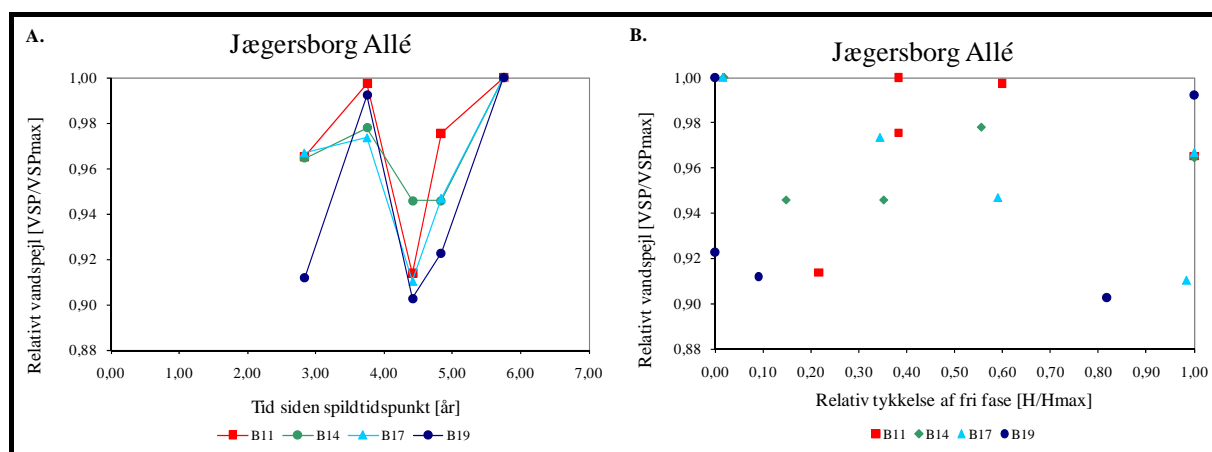 A.
Jægersborg Allé
Relativt vandspejl [VSP/VSPmax]
1,00
0,98
0,96
0,94
0,92
0,90
0,88
0,00 1,00 2,00 3,00 4,00 5,00 6,00 7,00
Tid siden spildtidspunkt [år]
B11 B14 B17 B19
B.
Jægersborg Allé
Relativt vandspejl [VSP/VSPmax]
1,00
0,98
0,96
0,94
0,92
0,90
0,88
0,00 0,10 0,20 0,30 0,40 0,50 0,60 0,70 0,80 0,90 1,00
Relativ tykkelse af fri fase [H/Hmax]
B11 B14 B17 B19